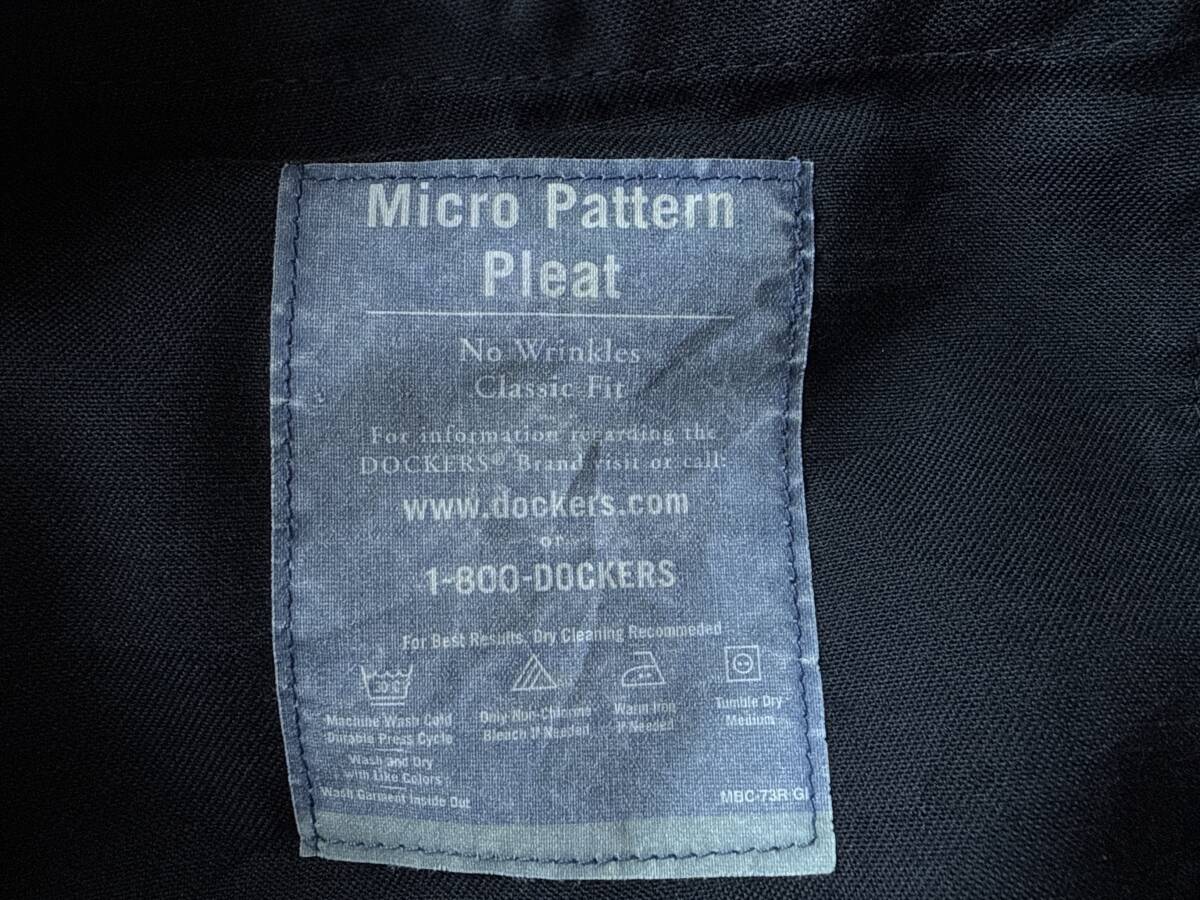 Micro Pattern
Pleat
No Wrinkles
Classic Fit
For information regarding the
DOCKERS® Brand visit or call:
www.dockers.com
or
1-800-DOCKERS
For Best Results, Dry Cleaning Recommeded
30 C
Machine Wash Cold
Durable Press Cycle
Wash and Dry
with Like Colors
Wash Garment Inside Out
Only Non-Chlorine
Bleach If Needed
Warm Iron
If Needed
Tumble Dry
Medium
MBC-73R GI